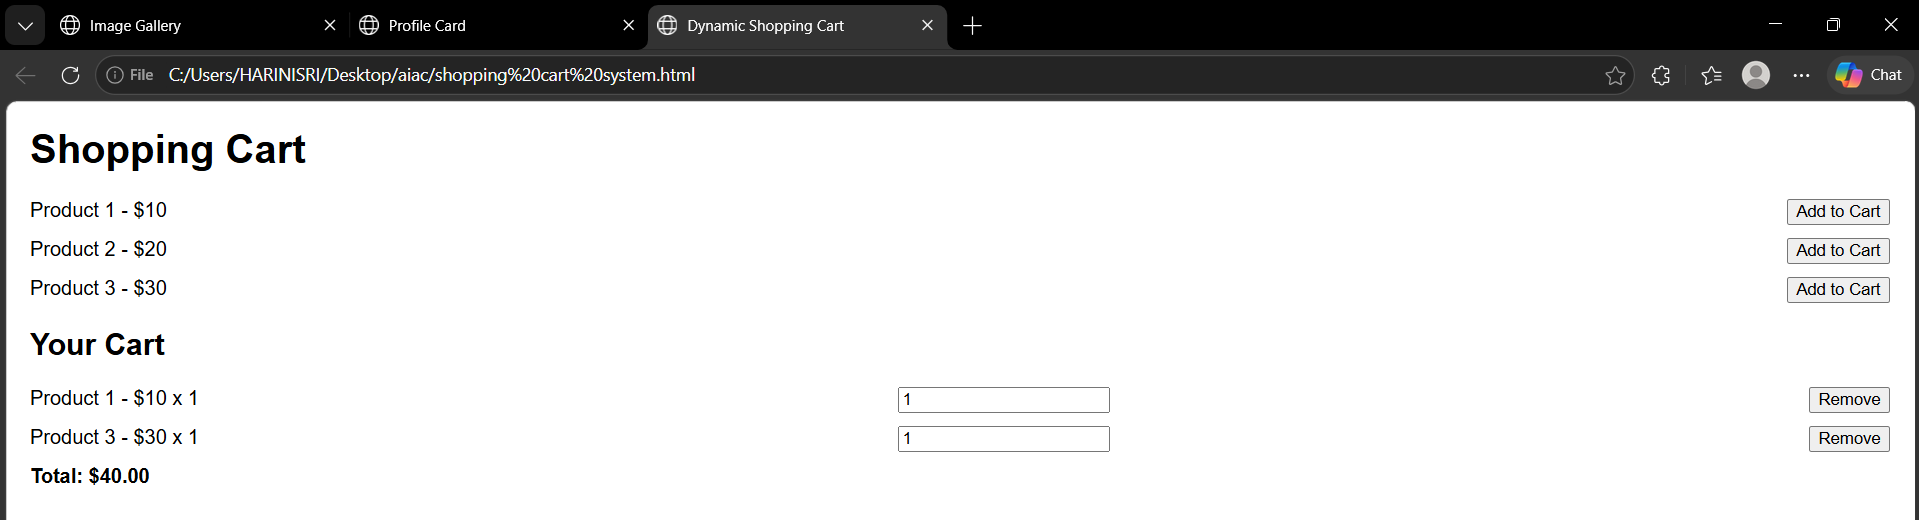 Image Gallery Profile Card Dynamic Shopping Cart
File C:/Users/HARINISRI/Desktop/aiac/shopping%20cart%20system.html Chat
Shopping Cart
Product 1 - $10 Add to Cart
Product 2 - $20 Add to Cart
Product 3 - $30 Add to Cart
Your Cart
Product 1 - $10 x 1 1 Remove
Product 3 - $30 x 1 1 Remove
Total: $40.00